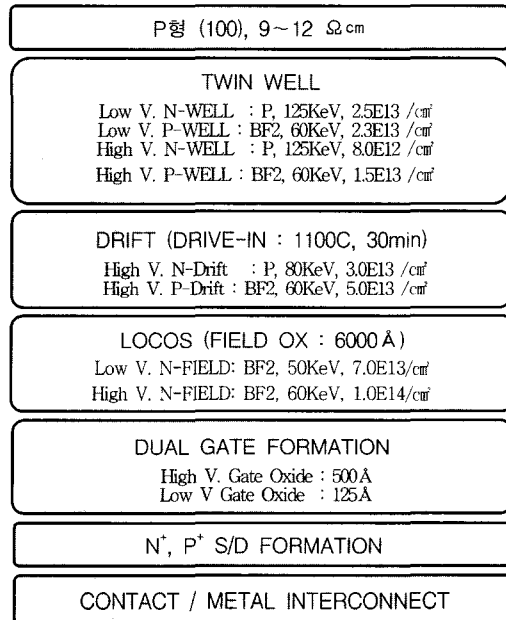 P형 (100), 9~12 Ω㎝
TWIN WELL
Low V. N-WELL : P, 125KeV, 2.5E13 /㎠
Low V. P-WELL : BF2, 60KeV, 2.3E13 /㎠
High V. N-WELL : P, 125KeV, 8.0E12 /㎠
High V. P-WELL : BF2, 60KeV, 1.5E13 /㎠
DRIFT (DRIVE-IN : 1100C, 30min)
High V. N-Drift : P, 80KeV, 3.0E13 /㎠
High V. P-Drift : BF2, 60KeV, 5.0E13 /㎠
LOCOS (FIELD OX : 6000Å)
Low V. N-FIELD: BF2, 50KeV, 7.0E13/㎠
High V. N-FIELD: BF2, 60KeV, 1.0E14/㎠
DUAL GATE FORMATION
High V. Gate Oxide : 500Å
Low V Gate Oxide : 125Å
N⁺, P⁺ S/D FORMATION
CONTACT / METAL INTERCONNECT